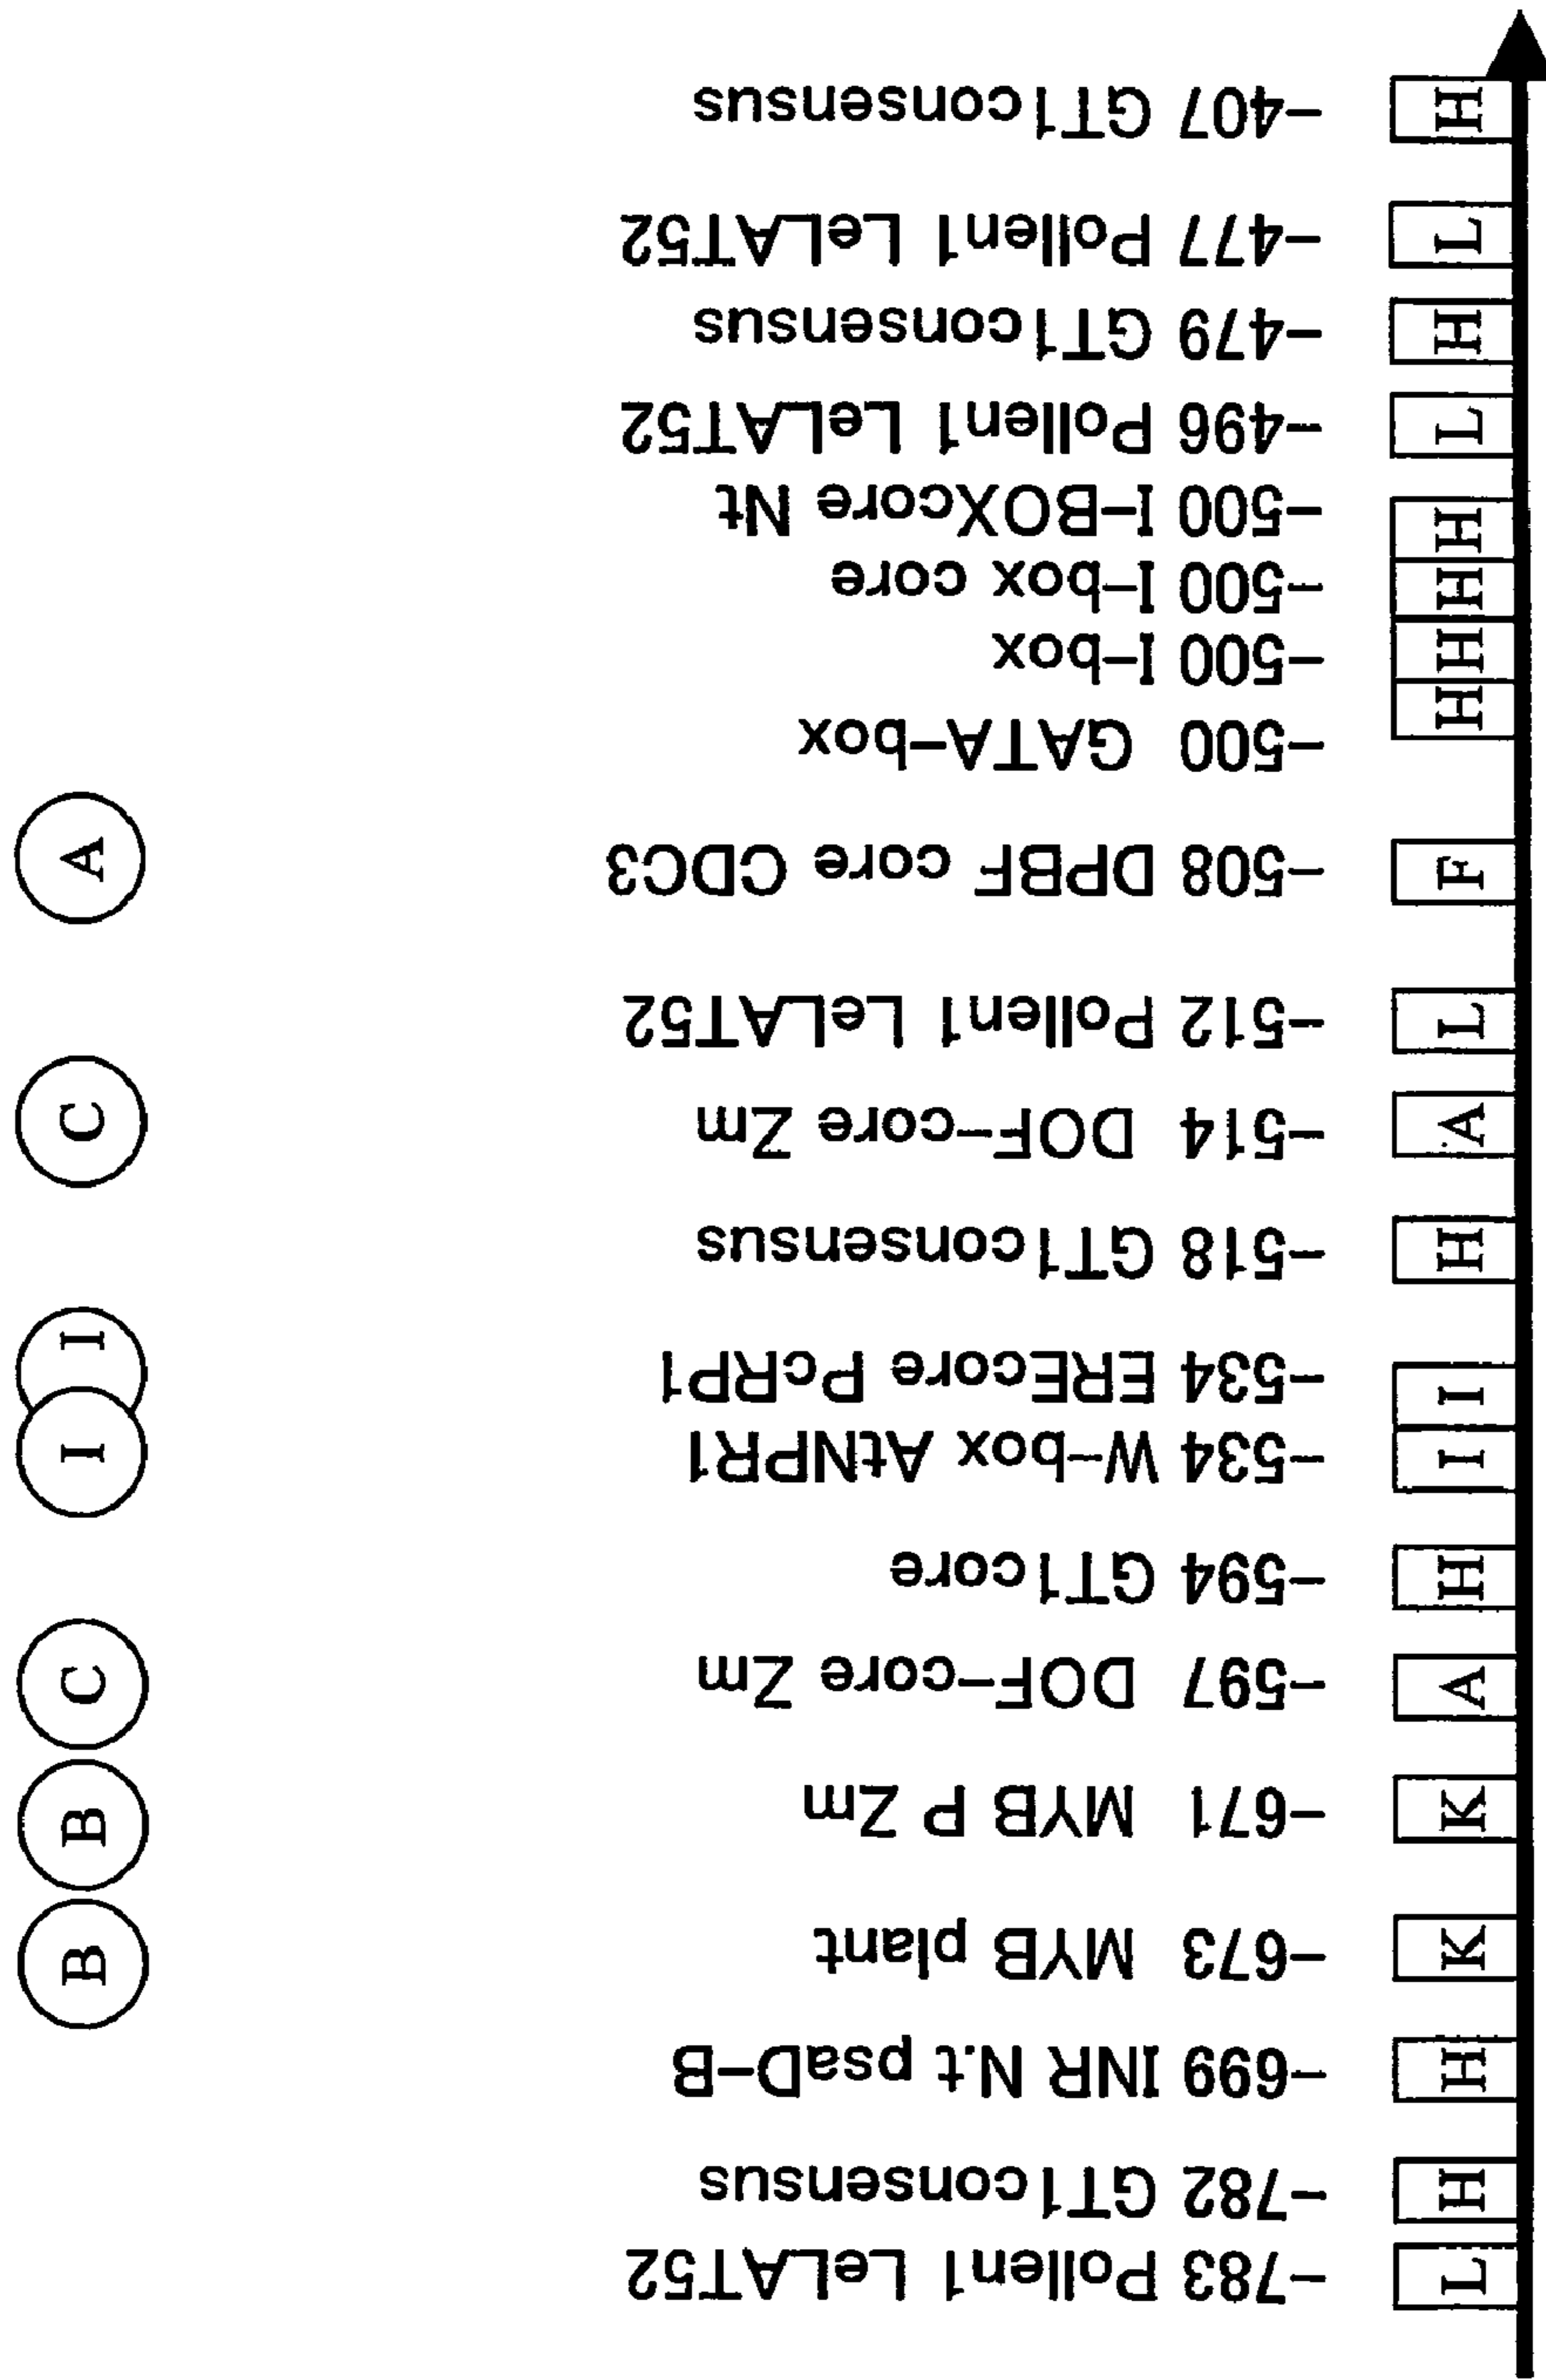 L -783 Pollen1 LeLAT52
H -782 GT1consensus
H -699 INR N.t psaD-B
K -673 MYB plant B
K -671 MYB P Zm B
A -597 DOF-core Zm C
H -594 GT1core
I -534 W-box AtNPR1 I
I -534 EREcore PcRP1 I
H -518 GT1consensus
A -514 DOF-core Zm C
L -512 Pollen1 LeLAT52
F -508 DPBF core CDC3 A
H -500 GATA-box
H -500 I-box
H -500 I-box core
H -500 I-BOXcore Nt
L -496 Pollen1 LeLAT52
H -479 GT1consensus
L -477 Pollen1 LeLAT52
H -407 GT1consensus